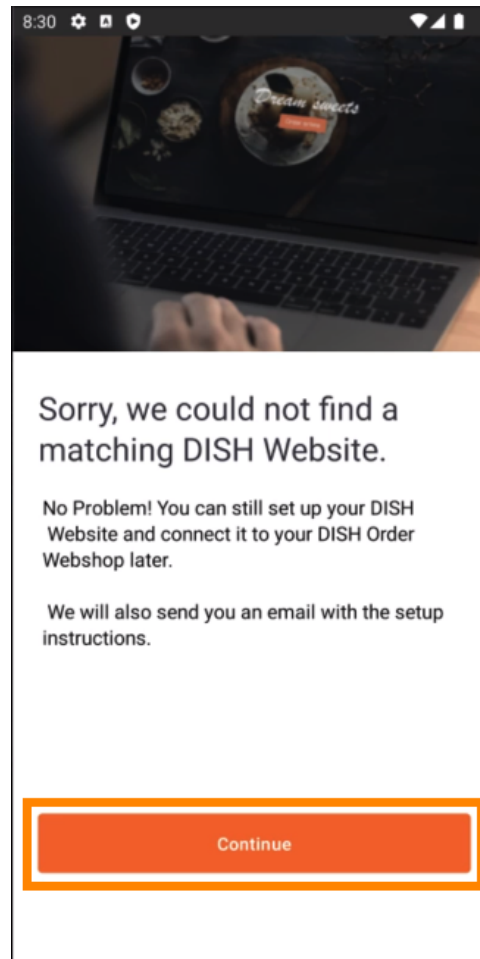 8:30
Dream sweets
Sorry, we could not find a
matching DISH Website.
No Problem! You can still set up your DISH
Website and connect it to your DISH Order
Webshop later.
We will also send you an email with the setup
instructions.
Continue